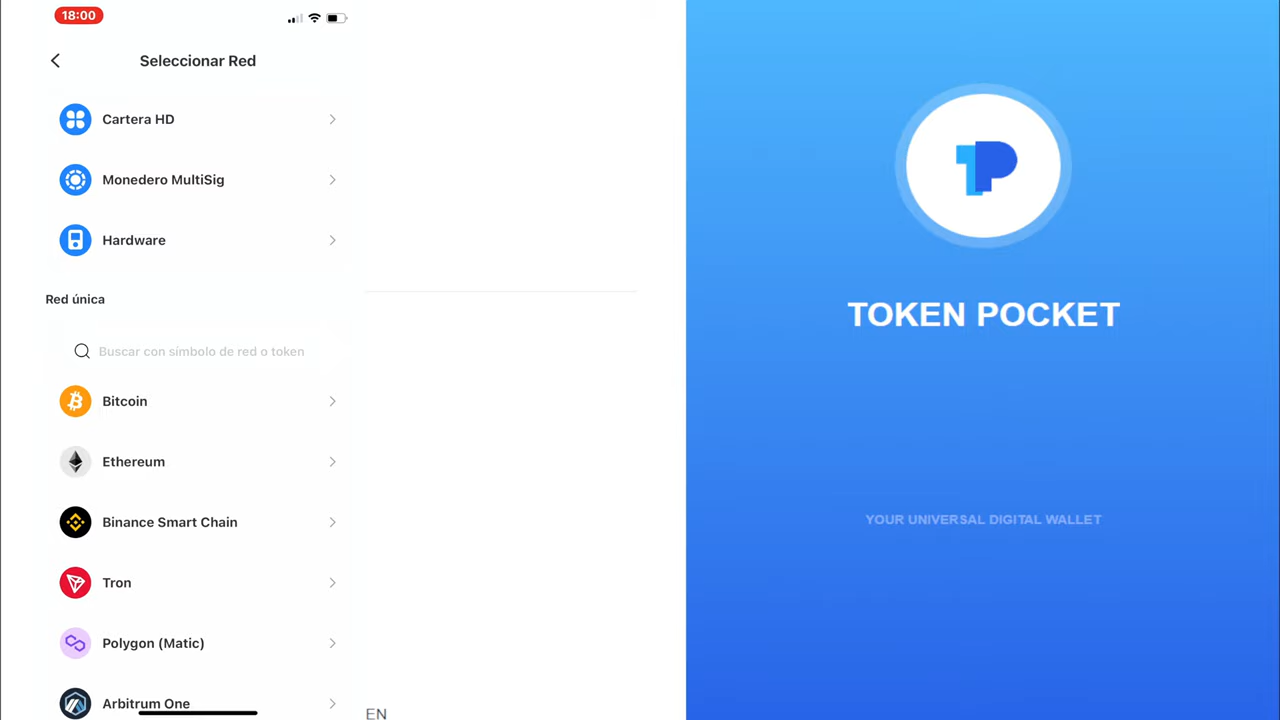 18:00
Seleccionar Red
Cartera HD
Monedero MultiSig
Hardware
Red única
Buscar con símbolo de red o token
Bitcoin
Ethereum
Binance Smart Chain
Tron
Polygon (Matic)
Arbitrum One
EN
TP
TOKEN POCKET
YOUR UNIVERSAL DIGITAL WALLET